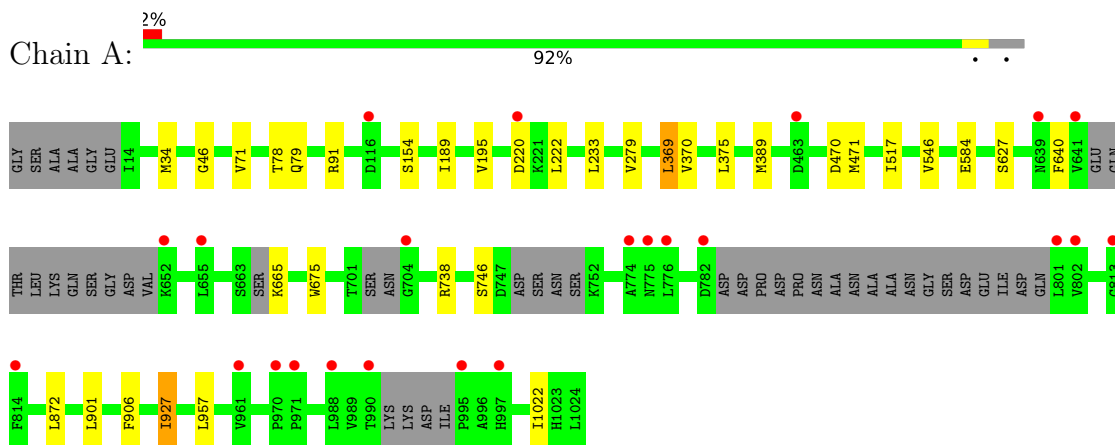 2%
Chain A:
92%
. .
GLY SER ALA ALA GLY GLU I14 M34 G46 V71 T78 Q79 R91 D116 S154 I189 V195 D220 K221 L222 L233 V279 L369 V370 L375 M389 D463 D470 M471 I517 V546 E584 S627 N639 F640 V641 GLU GLN
THR LEU LYS GLN SER GLY ASP VAL K652 L655 S663 SER K665 W675 T701 SER ASN G704 R738 S746 D747 ASP SER ASN SER K752 A774 N775 L776 D782 ASP ASP PRO ASP PRO ASN ALA ASN ALA ALA ASN GLY SER ASP GLU ILE ASP GLN L801 V802
F814 L872 L901 F906 I927 L957 V961 P970 P971 L988 V989 T990 LYS LYS ASP ILE P995 A996 H997 I1022 H1023 L1024